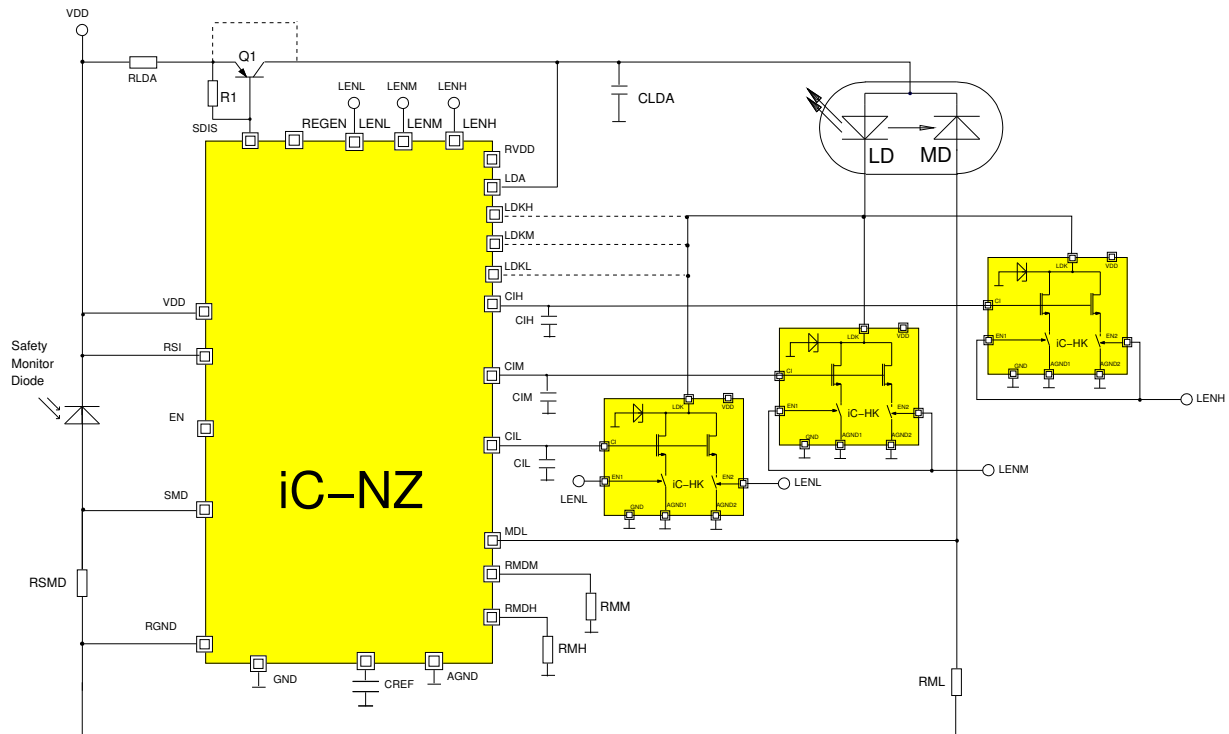 VDD
RLDA
Q1
R1
SDIS
REGEN
LENL
LENM
LENH
LENL
LENM
LENH
CLDA
LD
MD
RVDD
LDA
LDKH
LDKM
LDKL
CIH
CIH
CIM
CIM
CIL
CIL
VDD
RSI
EN
SMD
RGND
Safety
Monitor
Diode
RSMD
iC–NZ
GND
CREF
AGND
MDL
RMDM
RMDH
RMM
RMH
RML
LDK
VDD
CI
EN1
EN2
iC–HK
GND
AGND1
AGND2
LENL
LENL
LDK
VDD
CI
EN1
EN2
iC–HK
GND
AGND1
AGND2
LENM
LDK
VDD
CI
EN1
EN2
iC–HK
GND
AGND1
AGND2
LENH